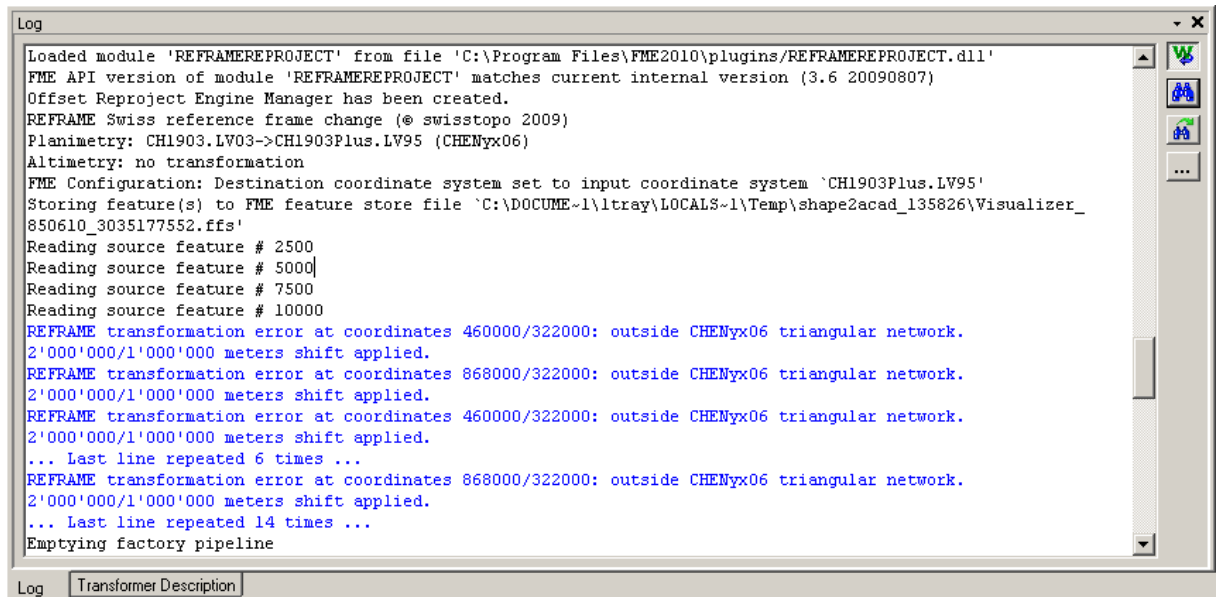 Log
Loaded module 'REFRAMEREPROJECT' from file 'C:\Program Files\FME2010\plugins/REFRAMEREPROJECT.dll'
FME API version of module 'REFRAMEREPROJECT' matches current internal version (3.6 20090807)
Offset Reproject Engine Manager has been created.
REFRAME Swiss reference frame change (© swisstopo 2009)
Planimetry: CH1903.LV03->CH1903Plus.LV95 (CHENyx06)
Altimetry: no transformation
FME Configuration: Destination coordinate system set to input coordinate system `CH1903Plus.LV95'
Storing feature(s) to FME feature store file `C:\DOCUME~1\ltray\LOCALS~1\Temp\shape2acad_135826\Visualizer_
850610_3035177552.ffs'
Reading source feature # 2500
Reading source feature # 5000
Reading source feature # 7500
Reading source feature # 10000
REFRAME transformation error at coordinates 460000/322000: outside CHENyx06 triangular network.
2'000'000/1'000'000 meters shift applied.
REFRAME transformation error at coordinates 868000/322000: outside CHENyx06 triangular network.
2'000'000/1'000'000 meters shift applied.
REFRAME transformation error at coordinates 460000/322000: outside CHENyx06 triangular network.
2'000'000/1'000'000 meters shift applied.
... Last line repeated 6 times ...
REFRAME transformation error at coordinates 868000/322000: outside CHENyx06 triangular network.
2'000'000/1'000'000 meters shift applied.
... Last line repeated 14 times ...
Emptying factory pipeline
Log Transformer Description